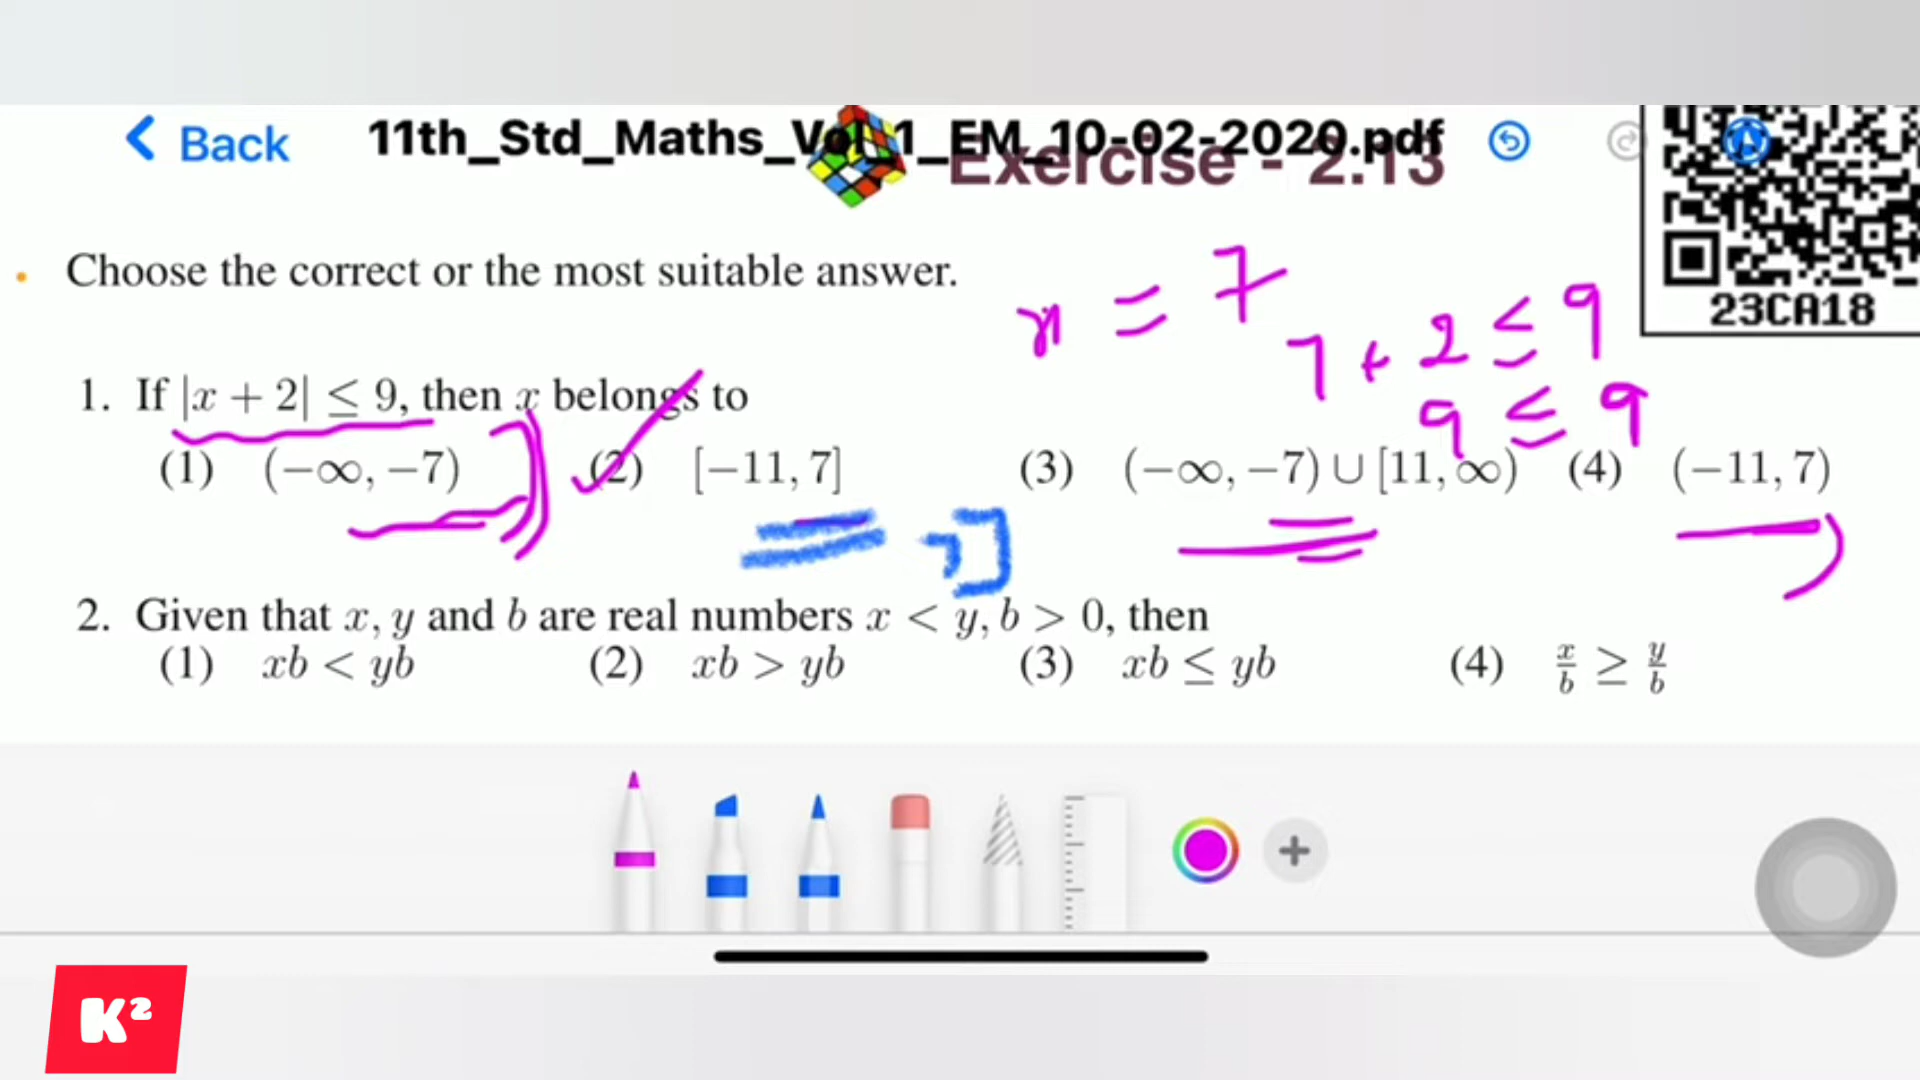 Back 11th_Std_Maths_Vol_1_EM_10-02-2020.pdf
Exercise - 2.13
23CA18
Choose the correct or the most suitable answer.
x = 7
7 + 2 ≤ 9
9 ≤ 9
1. If |x + 2| ≤ 9, then x belongs to
(1) (−∞, −7) (2) [−11, 7] (3) (−∞, −7) ∪ [11, ∞) (4) (−11, 7)
, ]
2. Given that x, y and b are real numbers x < y, b > 0, then
(1) xb < yb (2) xb > yb (3) xb ≤ yb (4) x/b ≥ y/b
K²